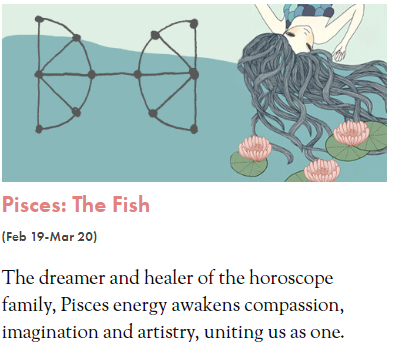 Pisces: The Fish
(Feb 19-Mar 20)
The dreamer and healer of the horoscope
family, Pisces energy awakens compassion,
imagination and artistry, uniting us as one.